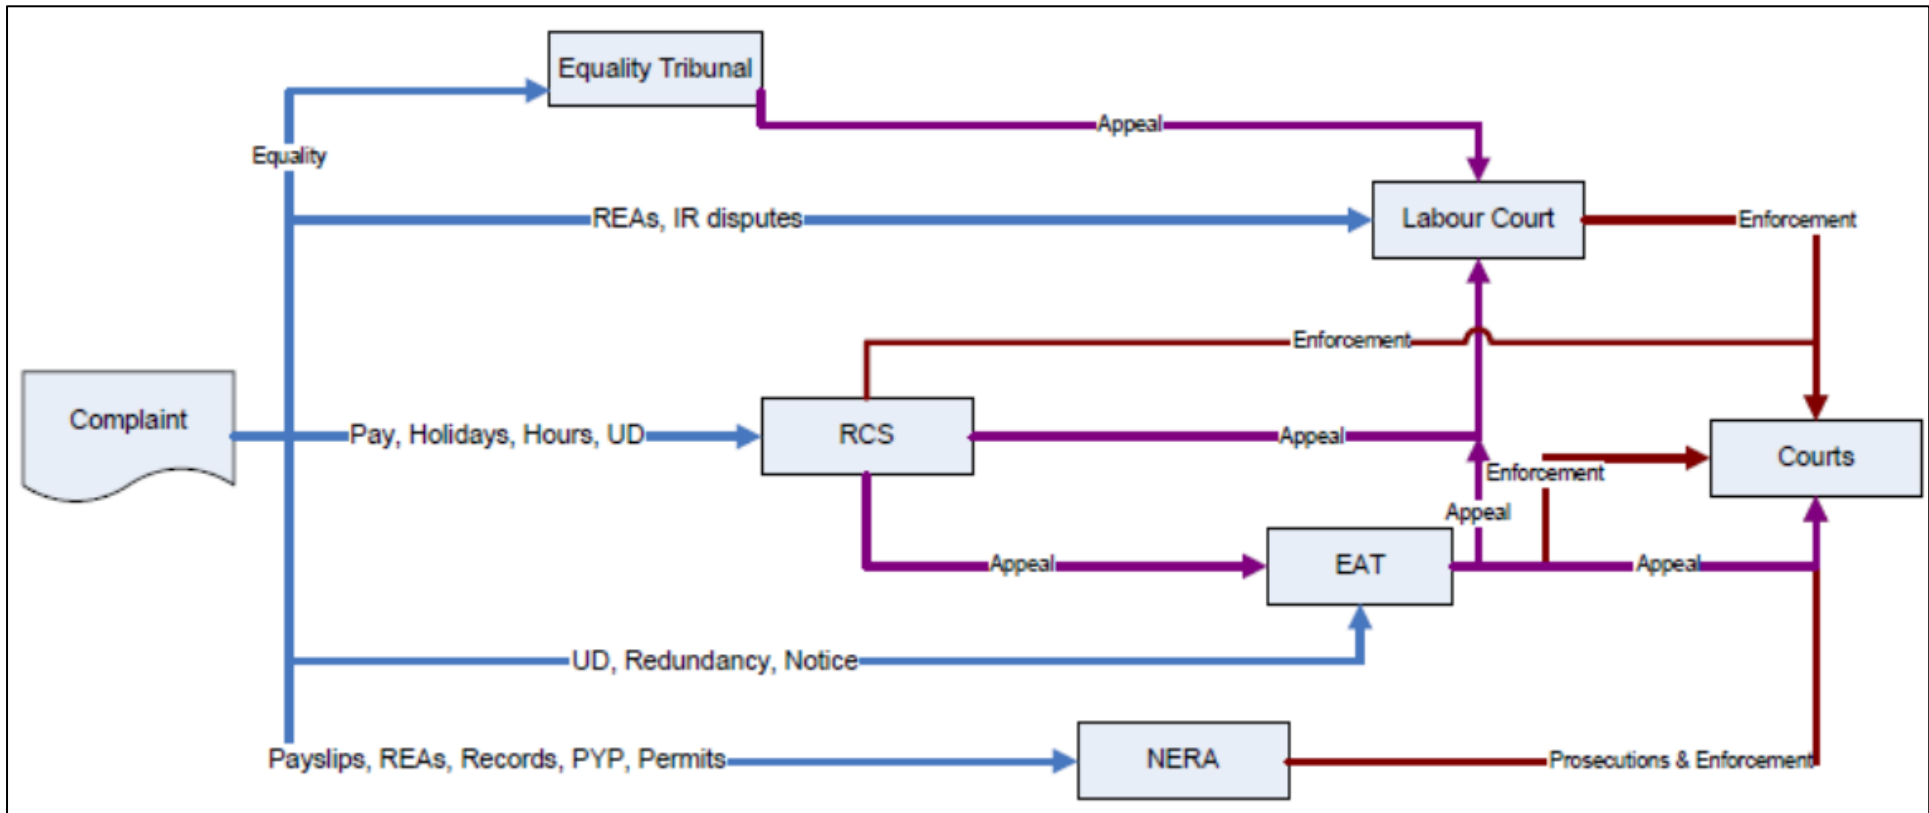 Equality Tribunal
Appeal
Equality
REAs, IR disputes
Labour Court
Enforcement
Enforcement
Complaint
Pay, Holidays, Hours, UD
RCS
Appeal
Courts
Enforcement
Appeal
Appeal
EAT
Appeal
UD, Redundancy, Notice
Payslips, REAs, Records, PYP, Permits
NERA
Prosecutions & Enforcement